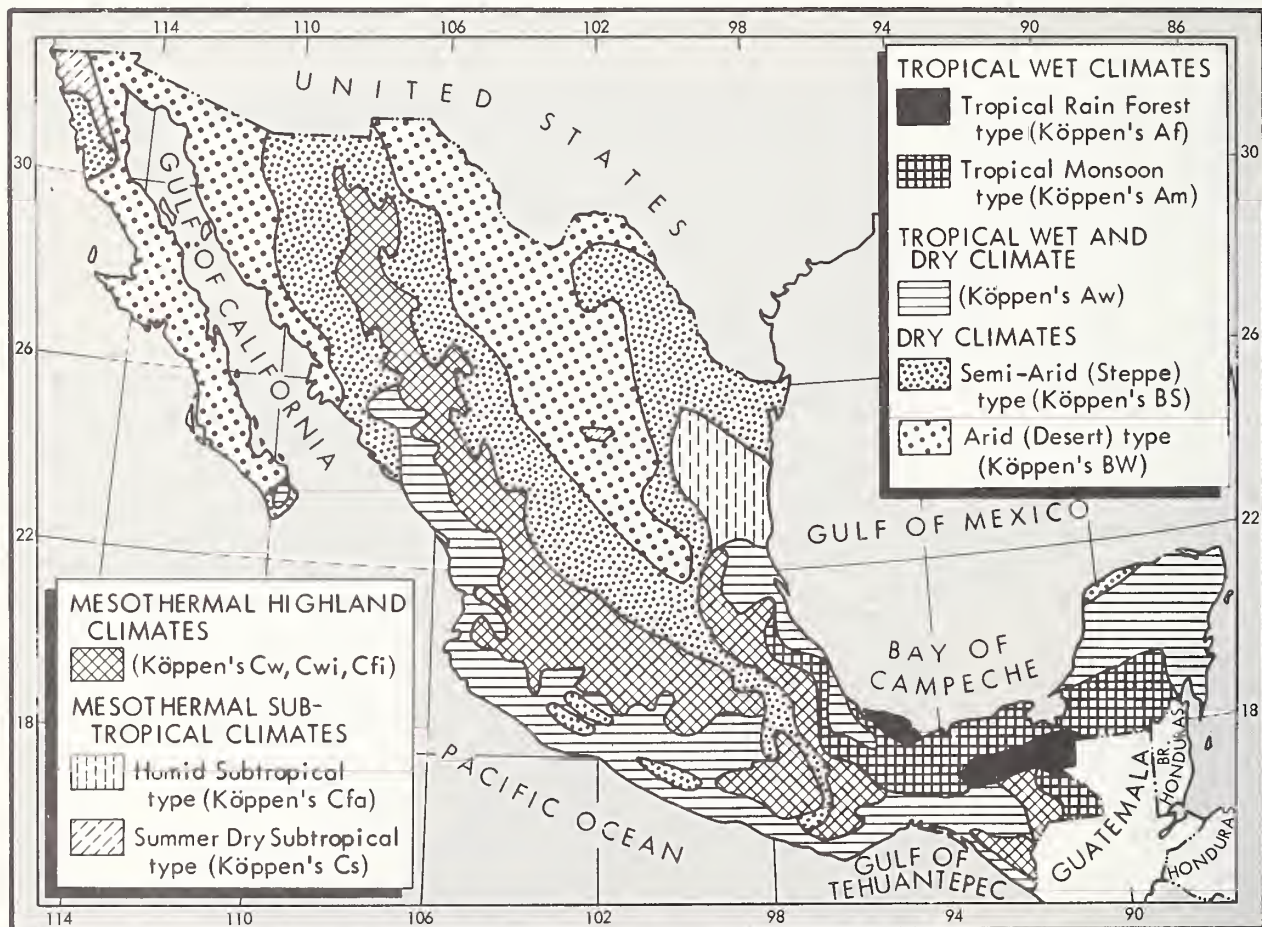 114 110 106 102 98 94 90 86
UNITED STATES
GULF OF CALIFORNIA
30
26
22
18
30
26
22
18
TROPICAL WET CLIMATES
Tropical Rain Forest
type (Köppen's Af)
Tropical Monsoon
type (Köppen's Am)
TROPICAL WET AND
DRY CLIMATE
(Köppen's Aw)
DRY CLIMATES
Semi-Arid (Steppe)
type (Köppen's BS)
Arid (Desert) type
(Köppen's BW)
GULF OF MEXICO
BAY OF
CAMPECHE
MESOTHERMAL HIGHLAND
CLIMATES
(Köppen's Cw, Cwi, Cfi)
MESOTHERMAL SUB-
TROPICAL CLIMATES
Humid Subtropical
type (Köppen's Cfa)
Summer Dry Subtropical
type (Köppen's Cs)
PACIFIC OCEAN
GULF OF
TEHUANTEPEC
GUATEMALA
BR.
HONDURAS
HONDURAS
114 110 106 102 98 94 90